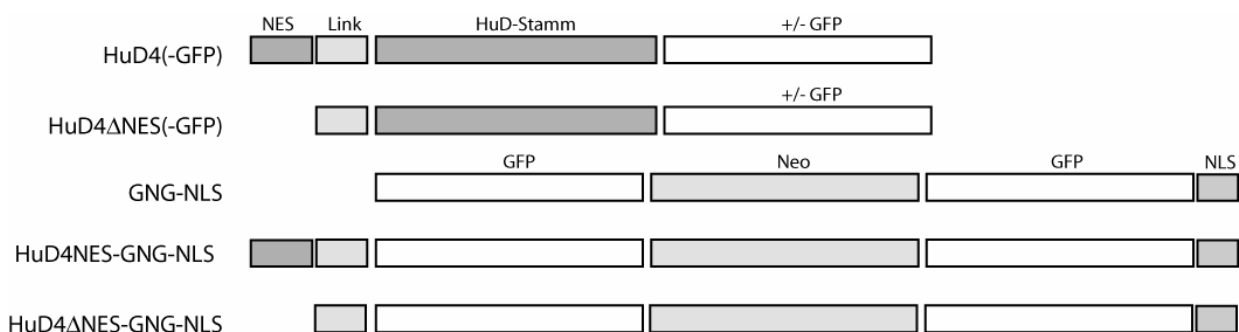 NES Link HuD-Stamm +/- GFP
HuD4(-GFP)
+/- GFP
HuD4ΔNES(-GFP)
GFP Neo GFP NLS
GNG-NLS
HuD4NES-GNG-NLS
HuD4ΔNES-GNG-NLS